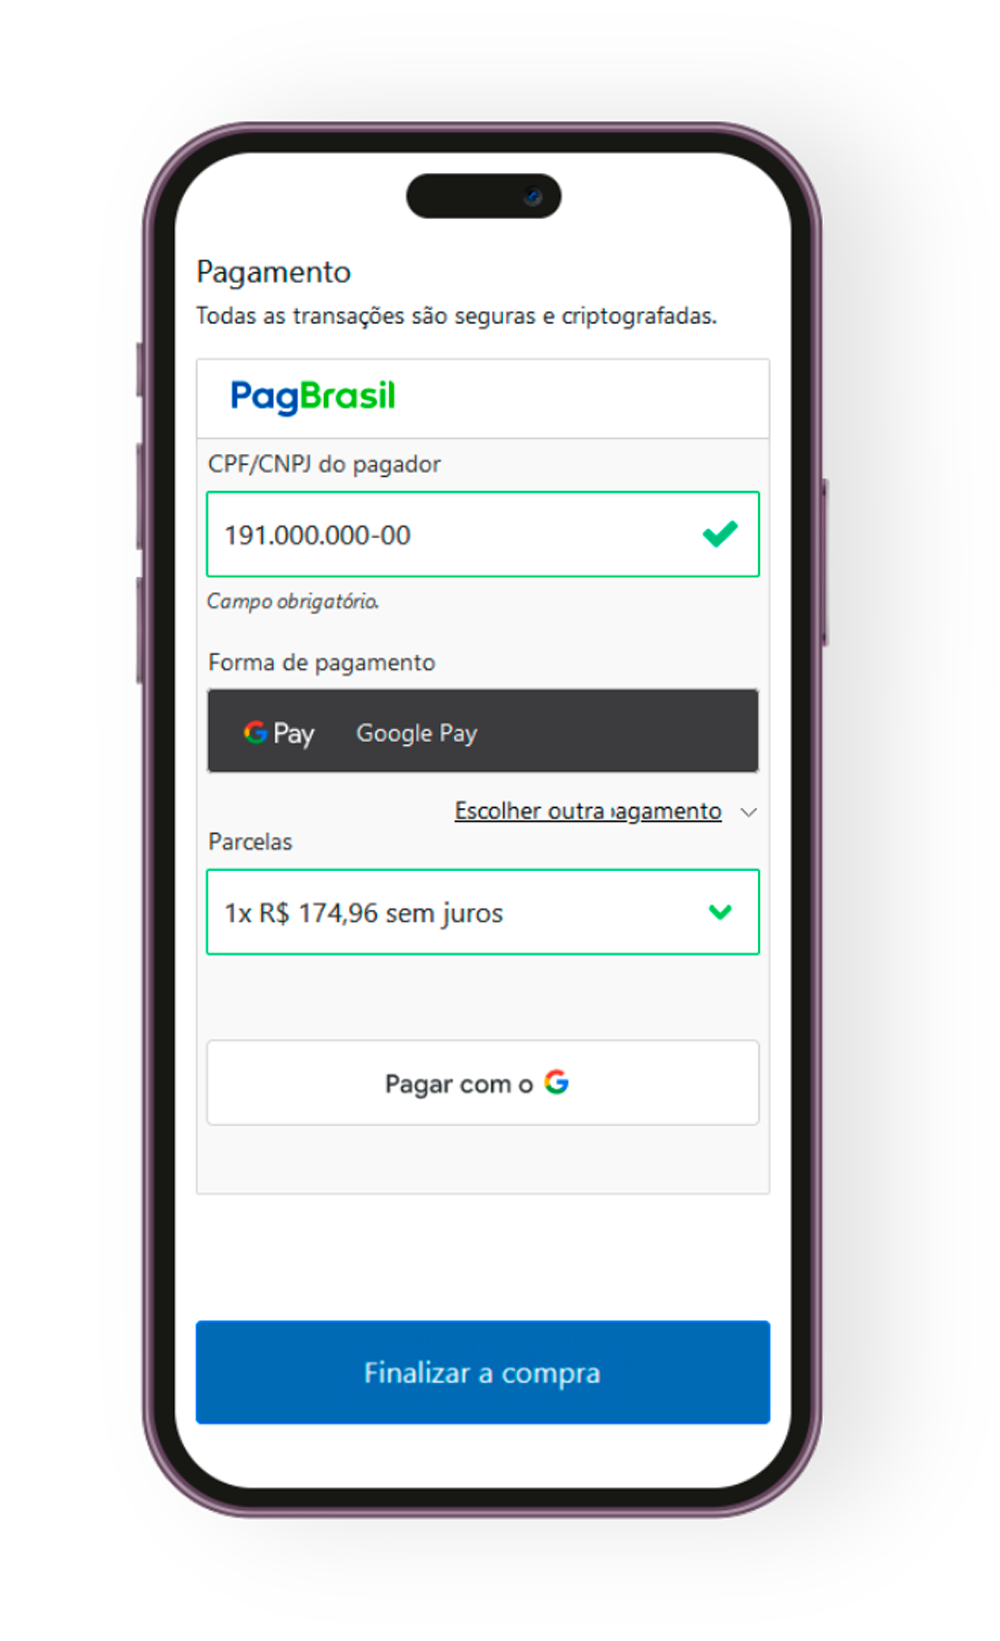 Pagamento
Todas as transações são seguras e criptografadas.
PagBrasil
CPF/CNPJ do pagador
191.000.000-00
Campo obrigatório.
Forma de pagamento
G Pay Google Pay
Escolher outra agamento
Parcelas
1x R$ 174,96 sem juros
Pagar com o G
Finalizar a compra